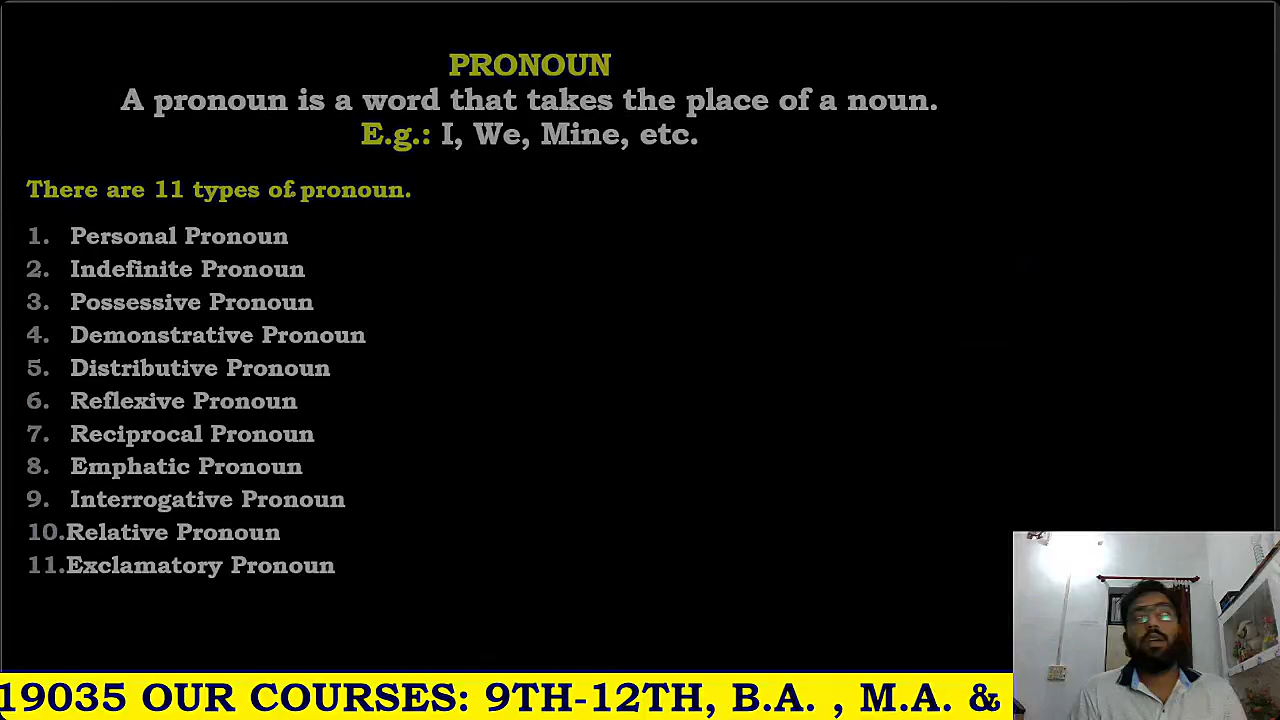 PRONOUN
A pronoun is a word that takes the place of a noun.
E.g.: I, We, Mine, etc.
There are 11 types of pronoun.
1. Personal Pronoun
2. Indefinite Pronoun
3. Possessive Pronoun
4. Demonstrative Pronoun
5. Distributive Pronoun
6. Reflexive Pronoun
7. Reciprocal Pronoun
8. Emphatic Pronoun
9. Interrogative Pronoun
10.Relative Pronoun
11.Exclamatory Pronoun
19035 OUR COURSES: 9TH-12TH, B.A. , M.A. &